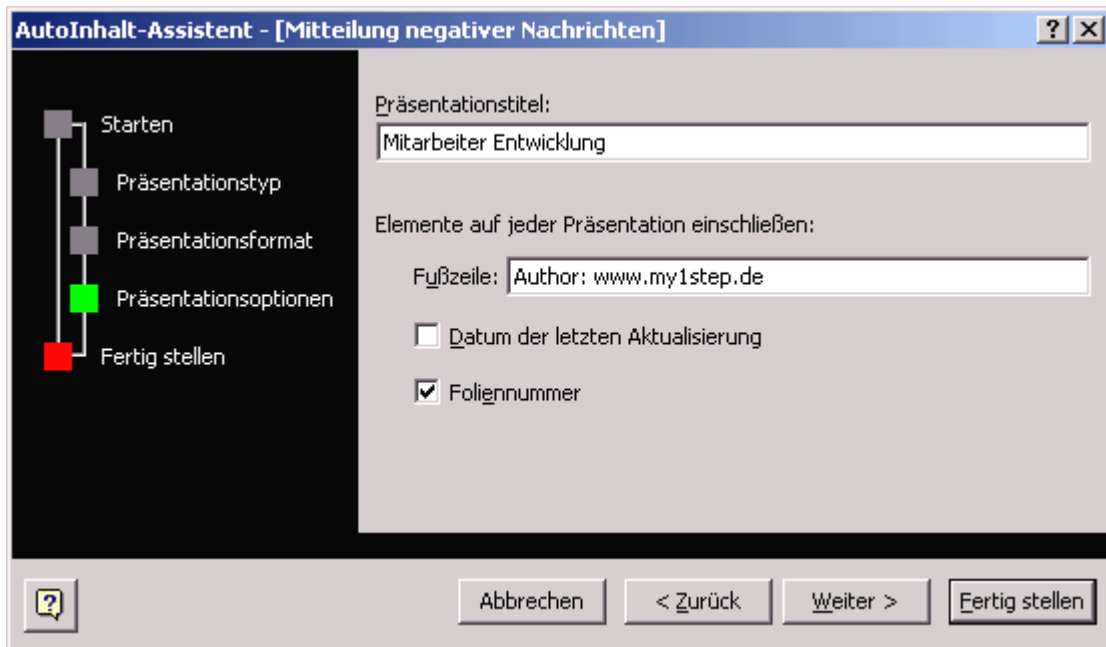 AutoInhalt-Assistent - [Mitteilung negativer Nachrichten]
Starten
Präsentationstyp
Präsentationsformat
Präsentationsoptionen
Fertig stellen
Präsentationstitel:
Mitarbeiter Entwicklung
Elemente auf jeder Präsentation einschließen:
Fußzeile: Author: www.my1step.de
Datum der letzten Aktualisierung
Foliennummer
Abbrechen < Zurück Weiter > Fertig stellen